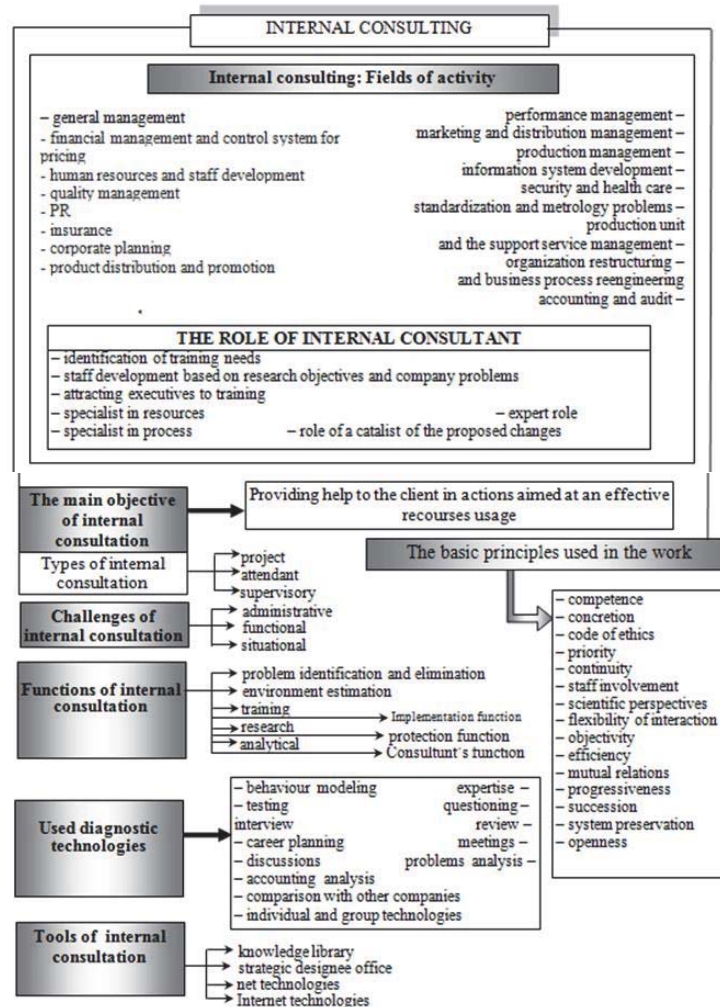 INTERNAL CONSULTING
Internal consulting: Fields of activity
– general management
- financial management and control system for
pricing
- human resources and staff development
- quality management
- PR
- insurance
- corporate planning
- product distribution and promotion
performance management –
marketing and distribution management –
production management –
information system development –
security and health care –
standardization and metrology problems –
production unit
and the support service management –
organization restructuring –
and business process reengineering
accounting and audit –
THE ROLE OF INTERNAL CONSULTANT
– identification of training needs
– staff development based on research objectives and company problems
– attracting executives to training
– specialist in resources – expert role
– specialist in process – role of a catalist of the proposed changes
The main objective
of internal
consultation
Providing help to the client in actions aimed at an effective
recourses usage
Types of internal
consultation
project
attendant
supervisory
Challenges of
internal consultation
administrative
functional
situational
Functions of internal
consultation
problem identification and elimination
environment estimation
training
Implementation function
research
protection function
analytical
Consultant´s function
The basic principles used in the work
– competence
– concretion
– code of ethics
– priority
– continuity
– staff involvement
– scientific perspectives
– flexibility of interaction
– objectivity
– efficiency
– mutual relations
– progressiveness
– succession
– system preservation
– openness
Used diagnostic
technologies
– behaviour modeling expertise –
– testing questioning –
interview review –
– career planning meetings –
– discussions problems analysis –
– accounting analysis
– comparison with other companies
– individual and group technologies
Tools of internal
consultation
knowledge library
strategic designee office
net technologies
Internet technologies